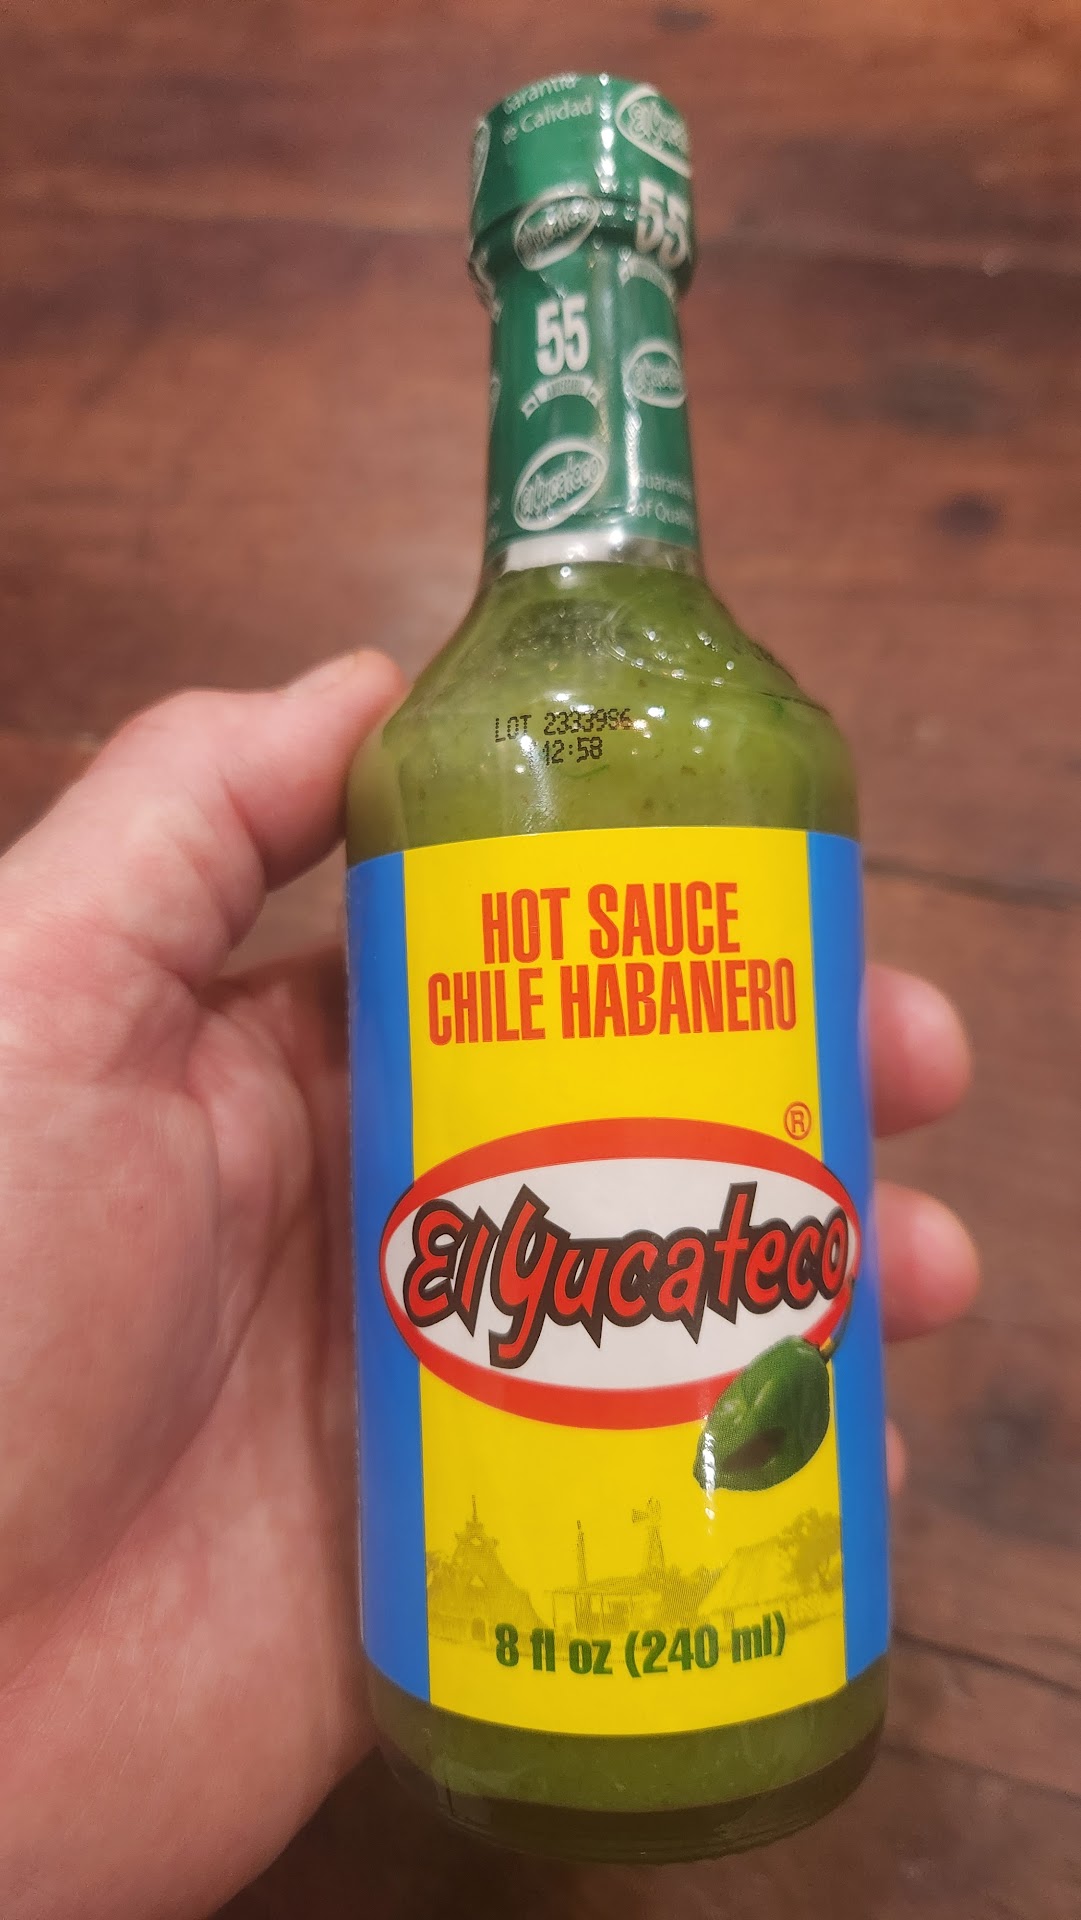 Garantía
de Calidad
El Yucateco
55
El Yucateco
55
ANIVERSARIO
El Yucateco
El Yucateco
Guarantee
of Quality
LOT 2333986
12:58
HOT SAUCE
CHILE HABANERO
®
El Yucateco
8 fl oz (240 ml)